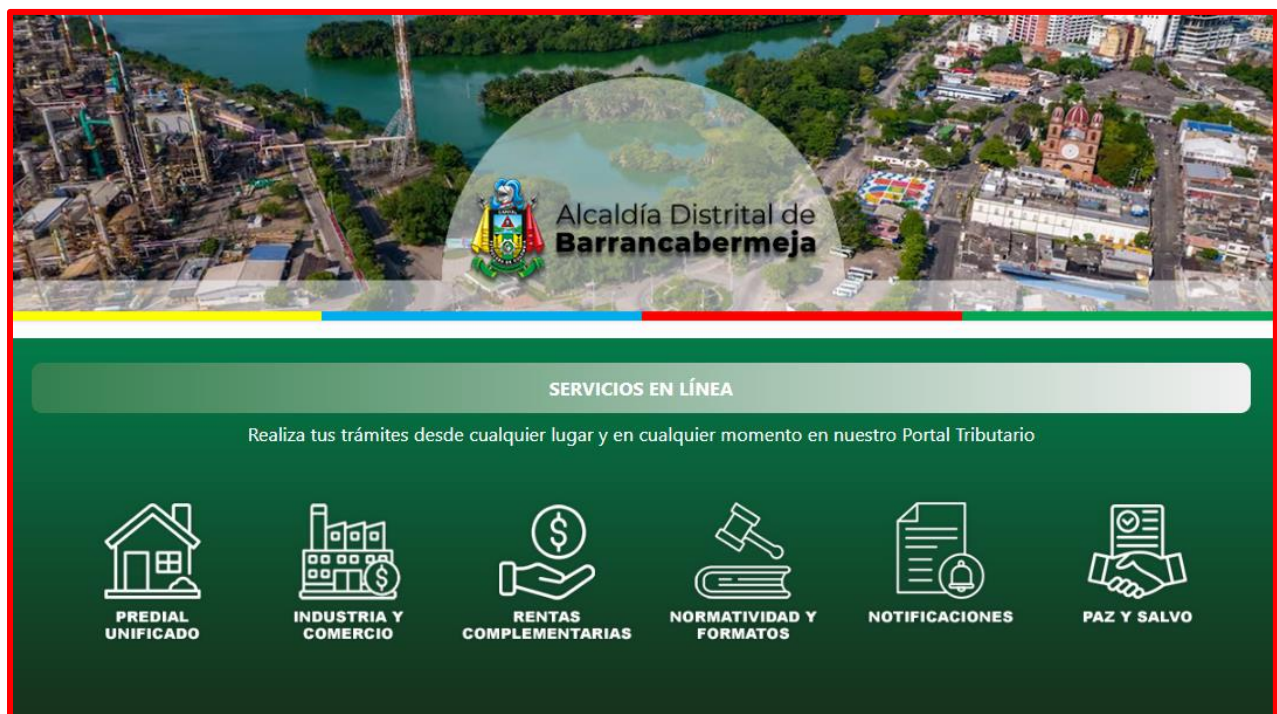 Alcaldía Distrital de
Barrancabermeja
SERVICIOS EN LÍNEA
Realiza tus trámites desde cualquier lugar y en cualquier momento en nuestro Portal Tributario
PREDIAL
UNIFICADO
INDUSTRIA Y
COMERCIO
RENTAS
COMPLEMENTARIAS
NORMATIVIDAD Y
FORMATOS
NOTIFICACIONES
PAZ Y SALVO